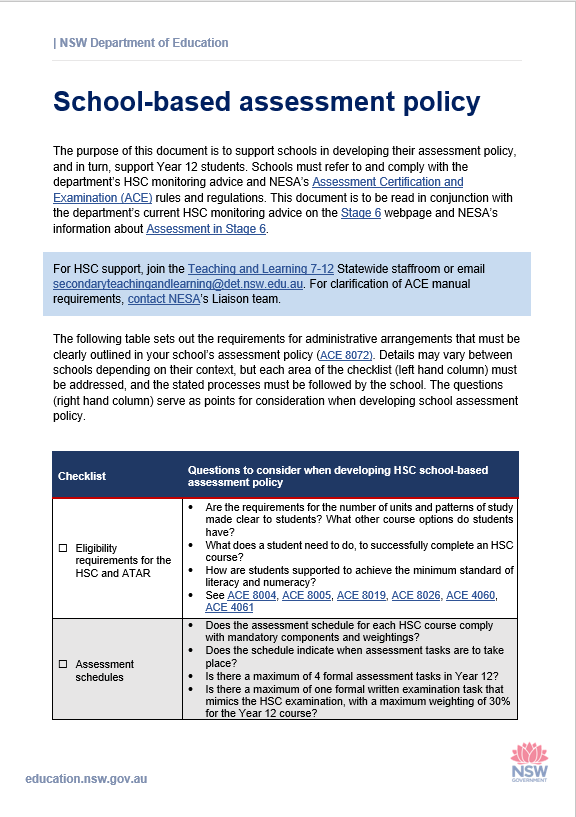 | NSW Department of Education
School-based assessment policy
The purpose of this document is to support schools in developing their assessment policy,
and in turn, support Year 12 students. Schools must refer to and comply with the
department's HSC monitoring advice and NESA's Assessment Certification and
Examination (ACE) rules and regulations. This document is to be read in conjunction with
the department's current HSC monitoring advice on the Stage 6 webpage and NESA's
information about Assessment in Stage 6.
For HSC support, join the Teaching and Learning 7-12 Statewide staffroom or email
secondaryteachingandlearning@det.nsw.edu.au. For clarification of ACE manual
requirements, contact NESA's Liaison team.
The following table sets out the requirements for administrative arrangements that must be
clearly outlined in your school's assessment policy (ACE 8072). Details may vary between
schools depending on their context, but each area of the checklist (left hand column) must
be addressed, and the stated processes must be followed by the school. The questions
(right hand column) serve as points for consideration when developing school assessment
policy.
Checklist
Questions to consider when developing HSC school-based
assessment policy
☐ Eligibility
requirements for the
HSC and ATAR
• Are the requirements for the number of units and patterns of study
made clear to students? What other course options do students
have?
• What does a student need to do, to successfully complete an HSC
course?
• How are students supported to achieve the minimum standard of
literacy and numeracy?
• See ACE 8004, ACE 8005, ACE 8019, ACE 8026, ACE 4060,
ACE 4061
☐ Assessment
schedules
• Does the assessment schedule for each HSC course comply
with mandatory components and weightings?
• Does the schedule indicate when assessment tasks are to take
place?
• Is there a maximum of 4 formal assessment tasks in Year 12?
• Is there a maximum of one formal written examination task that
mimics the HSC examination, with a maximum weighting of 30%
for the Year 12 course?
education.nsw.gov.au
NSW
GOVERNMENT